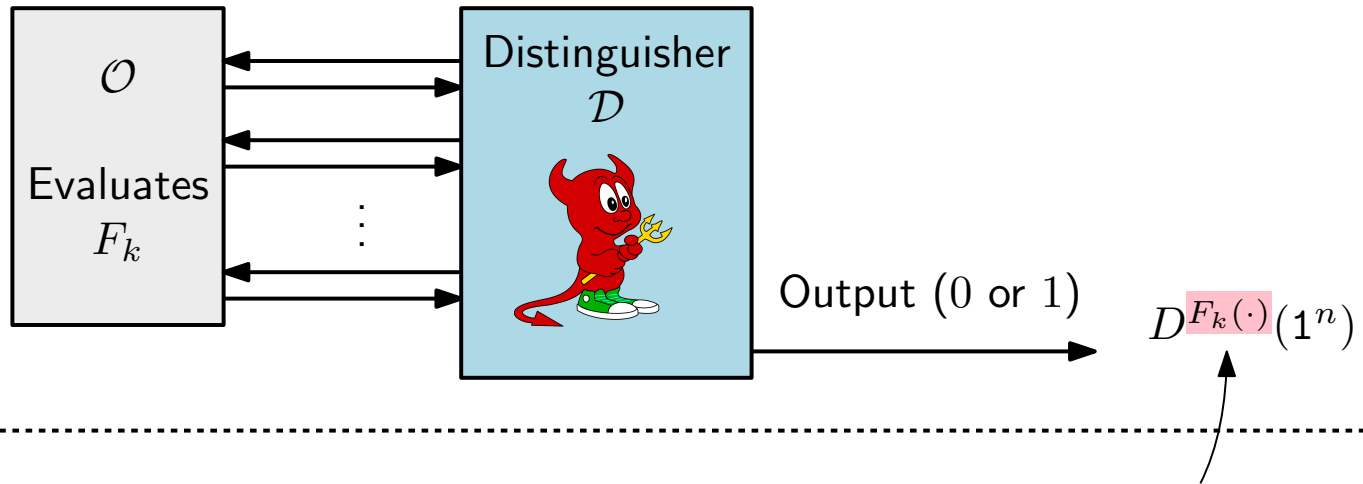 𝒪
Evaluates
F_k
⋮
Distinguisher
𝒟
Output (0 or 1)
D^{F_k(·)}(1^n)